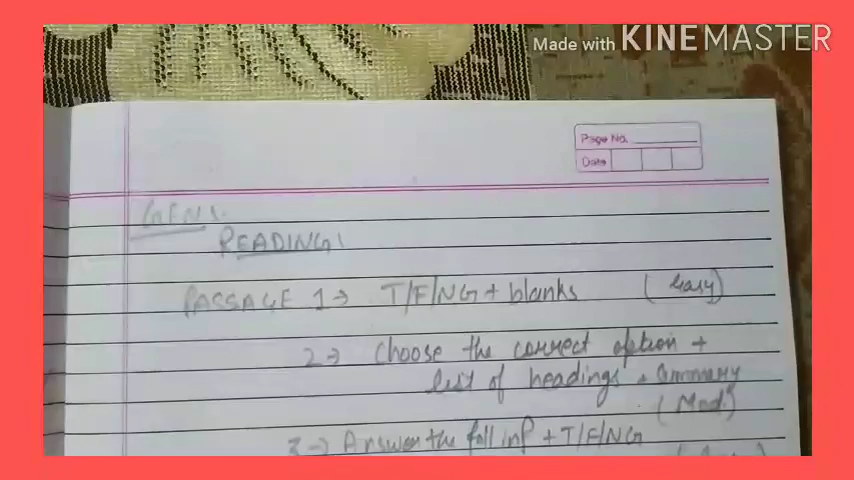 Made with KINEMASTER
Page No.
Date
GEN:
READING:
PASSAGE 1→ T/F/NG + blanks (Easy)
2→ Choose the correct option +
list of headings + Summary
(Mod.)
3→ Answer the foll inf + T/F/NG